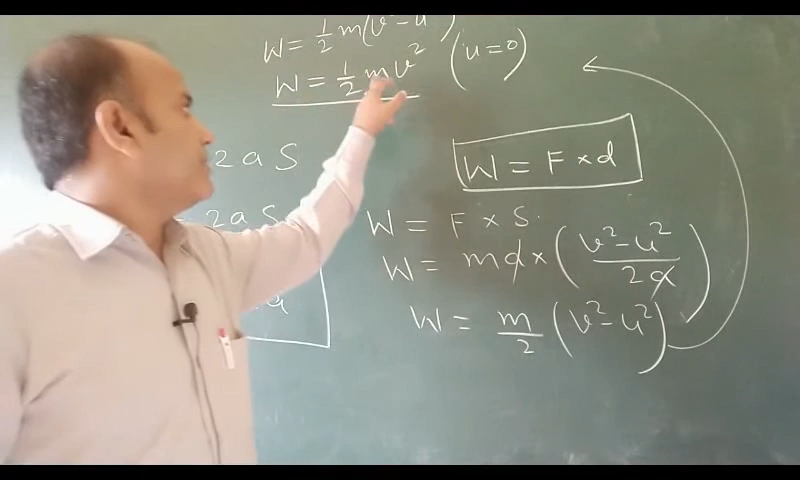 W = 1/2 m(v² - u²)
W = 1/2 mv² (u=0)
2aS
W = F × d
2aS
W = F × S.
W = ma × (v² - u² / 2a)
u
W = m/2 (v² - u²)